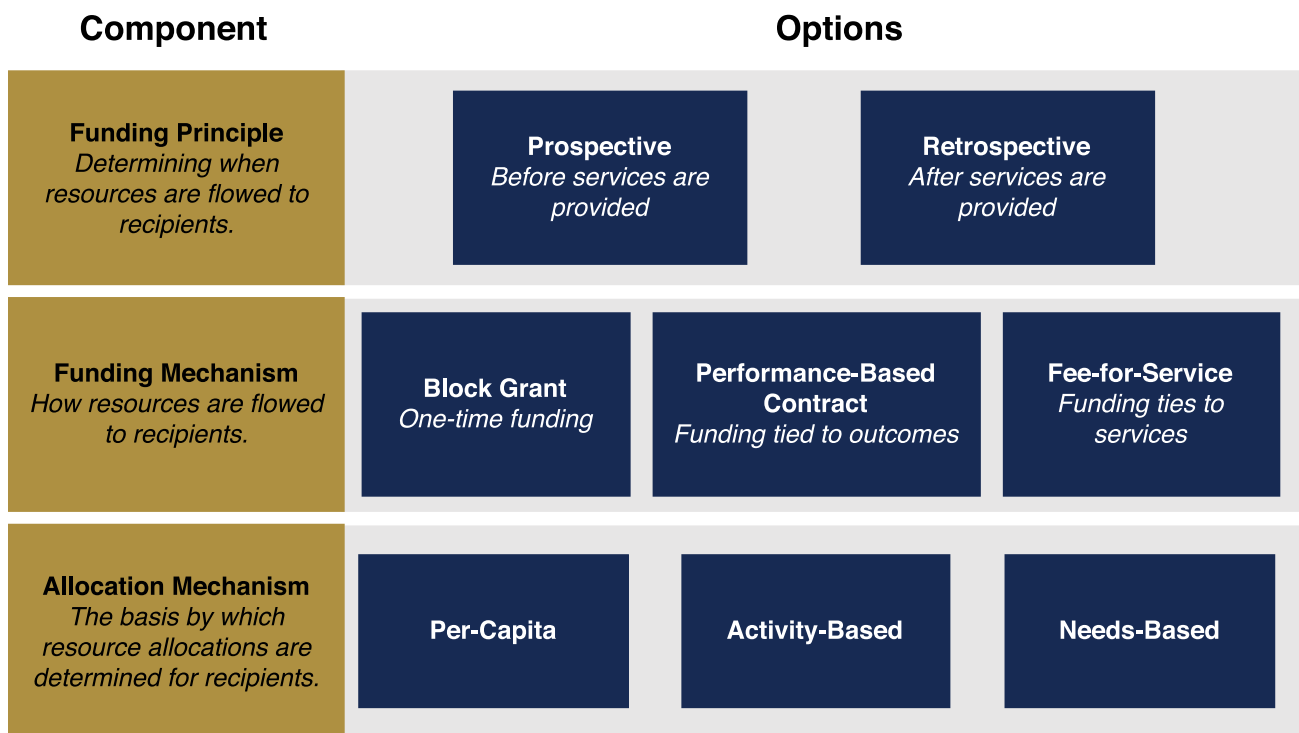 Component
Options
Funding Principle
Determining when
resources are flowed to
recipients.
Prospective
Before services are
provided
Retrospective
After services are
provided
Funding Mechanism
How resources are flowed
to recipients.
Block Grant
One-time funding
Performance-Based
Contract
Funding tied to outcomes
Fee-for-Service
Funding ties to
services
Allocation Mechanism
The basis by which
resource allocations are
determined for recipients.
Per-Capita
Activity-Based
Needs-Based